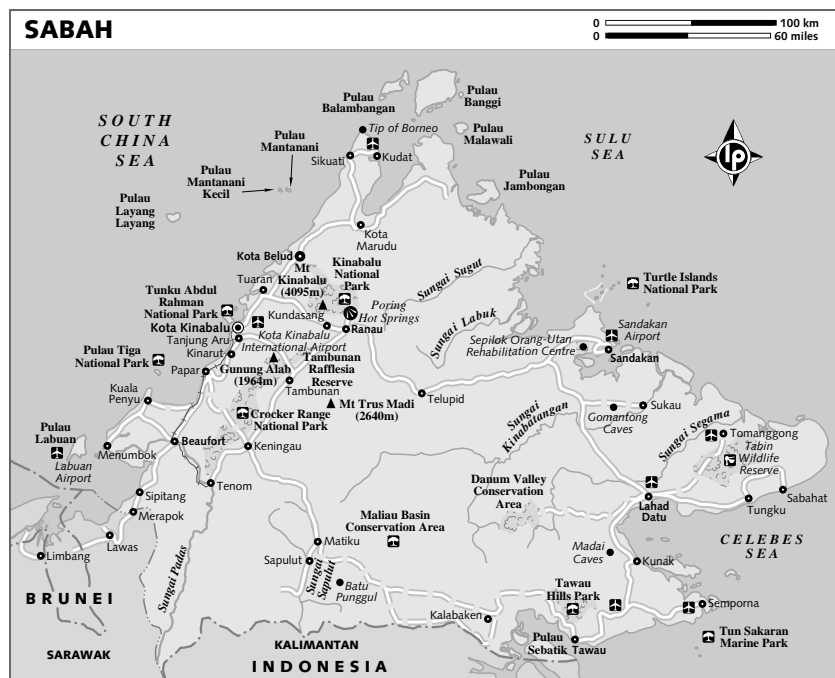 SABAH
0 100 km
0 60 miles
SOUTH
CHINA
SEA
Pulau
Balambangan
Pulau
Banggi
Tip of Borneo
Pulau
Malawali
SULU
SEA
lp
Pulau
Mantanani
Pulau
Mantanani
Kecil
Sikuati
Kudat
Pulau
Jambongan
Pulau
Layang
Layang
Kota
Marudu
Kota Belud
Mt
Kinabalu
(4095m)
Kinabalu
National
Park
Tuaran
Tunku Abdul
Rahman
National Park
Kundasang
Poring
Hot Springs
Sungai Sugut
Turtle Islands
National Park
Kota Kinabalu
Tanjung Aru
Kota Kinabalu
International Airport
Ranau
Sungai Labuk
Sepilok Orang-Utan
Rehabilitation Centre
Sandakan
Airport
Sandakan
Kinarut
Pulau Tiga
National Park
Papar
Gunung Alab
(1964m)
Tambunan
Rafflesia
Reserve
Tambunan
Mt Trus Madi
(2640m)
Telupid
Kuala
Penyu
Crocker Range
National Park
Sungai
Kinabatangan
Gomantong
Caves
Sukau
Pulau
Labuan
Labuan
Airport
Menumbok
Beaufort
Keningau
Sungai Segama
Tomanggong
Tabin
Wildlife
Reserve
Tenom
Sipitang
Merapok
Danum Valley
Conservation
Area
Lahad
Datu
Tungku
Sabahat
Maliau Basin
Conservation Area
Limbang
Lawas
Sungai Padas
Matiku
Sapulut
Sungai
Sapulut
Batu
Punggul
Madai
Caves
Kunak
CELEBES
SEA
BRUNEI
Tawau
Hills Park
Semporna
Kalabaken
Pulau
Sebatik
Tawau
Tun Sakaran
Marine Park
SARAWAK
KALIMANTAN
INDONESIA